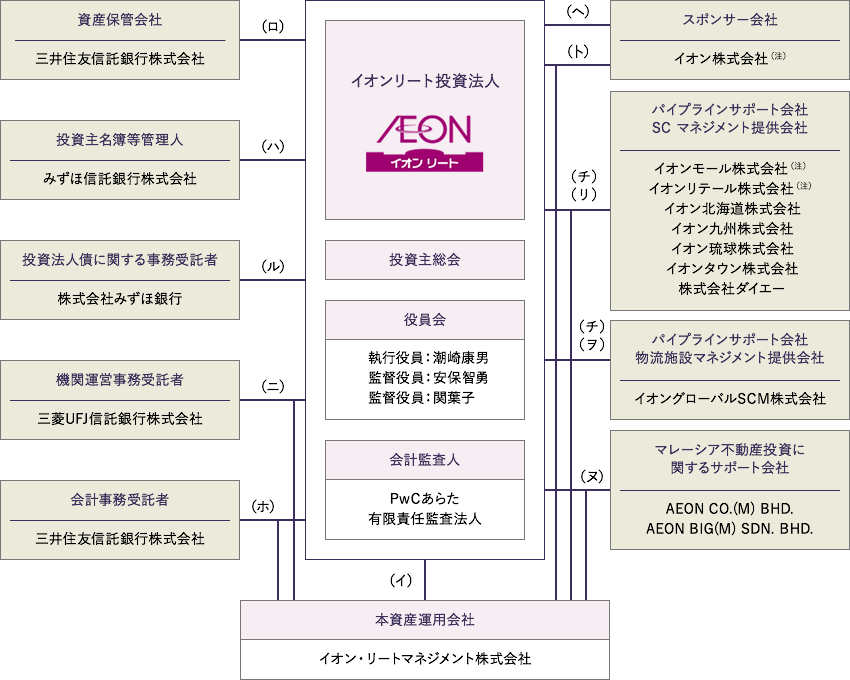 資産保管会社
三井住友信託銀行株式会社
(ロ)
投資主名簿等管理人
みずほ信託銀行株式会社
(ハ)
投資法人債に関する事務受託者
株式会社みずほ銀行
(ル)
機関運営事務受託者
三菱UFJ信託銀行株式会社
(ニ)
会計事務受託者
三井住友信託銀行株式会社
(ホ)
イオンリート投資法人
ÆON
イオン リート
投資主総会
役員会
執行役員：潮崎康男
監督役員：安保智勇
監督役員：関葉子
会計監査人
PwCあらた
有限責任監査法人
(イ)
(ヘ)
(ト)
スポンサー会社
イオン株式会社(注)
(チ)
(リ)
パイプラインサポート会社
SC マネジメント提供会社
イオンモール株式会社(注)
イオンリテール株式会社(注)
イオン北海道株式会社
イオン九州株式会社
イオン琉球株式会社
イオンタウン株式会社
株式会社ダイエー
(チ)
(ヲ)
パイプラインサポート会社
物流施設マネジメント提供会社
イオングローバルSCM株式会社
(ヌ)
マレーシア不動産投資に
関するサポート会社
AEON CO.(M) BHD.
AEON BIG(M) SDN. BHD.
本資産運用会社
イオン・リートマネジメント株式会社